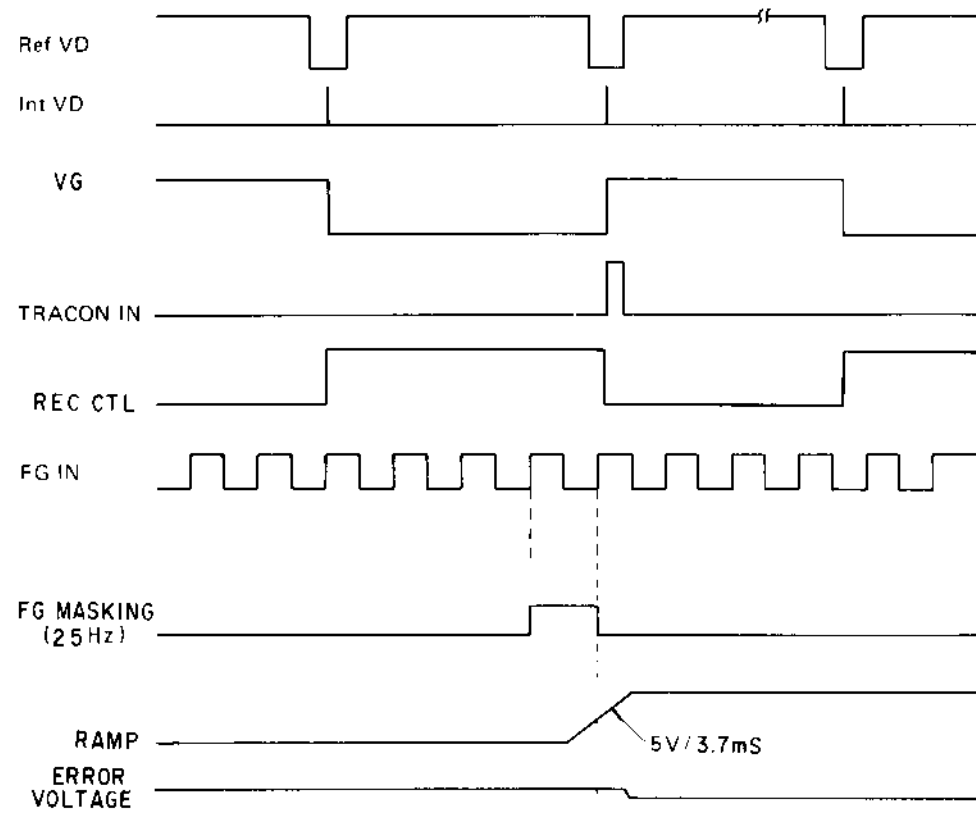 Ref VD
Int VD
VG
TRACON IN
REC CTL
FG IN
FG MASKING
(25Hz)
RAMP
5V/3.7mS
ERROR
VOLTAGE